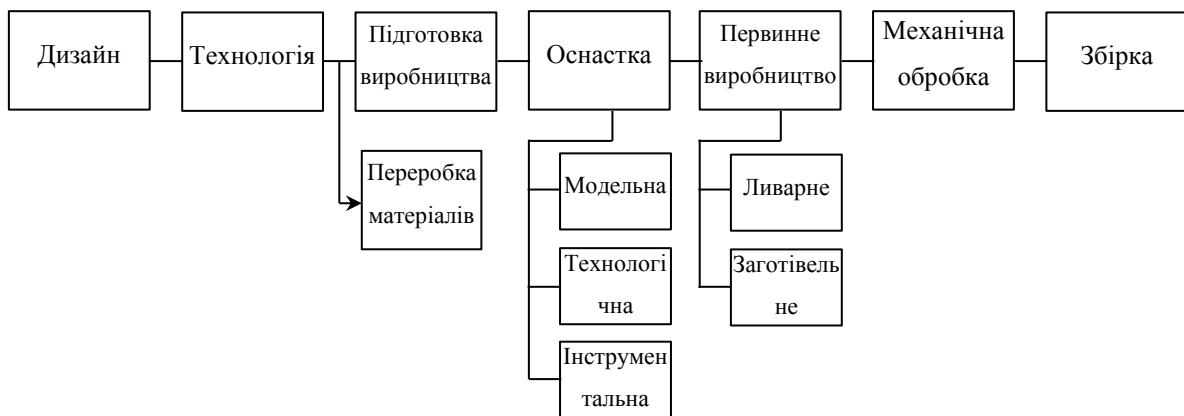 Дизайн
Технологія
Підготовка
виробництва
Оснастка
Первинне
виробництво
Механічна
обробка
Збірка
Переробка
матеріалів
Модельна
Технологі
чна
Інструмен
тальна
Ливарне
Заготівель
не